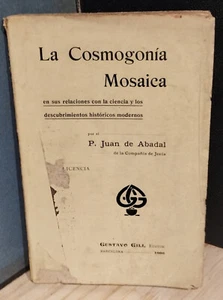 La Cosmogonía
Mosaica
en sus relaciones con la ciencia y los
descubrimientos históricos modernos
por el
P. Juan de Abadal
de la Compañía de Jesús
LICENCIA
GUSTAVO GILI, Editor
BARCELONA